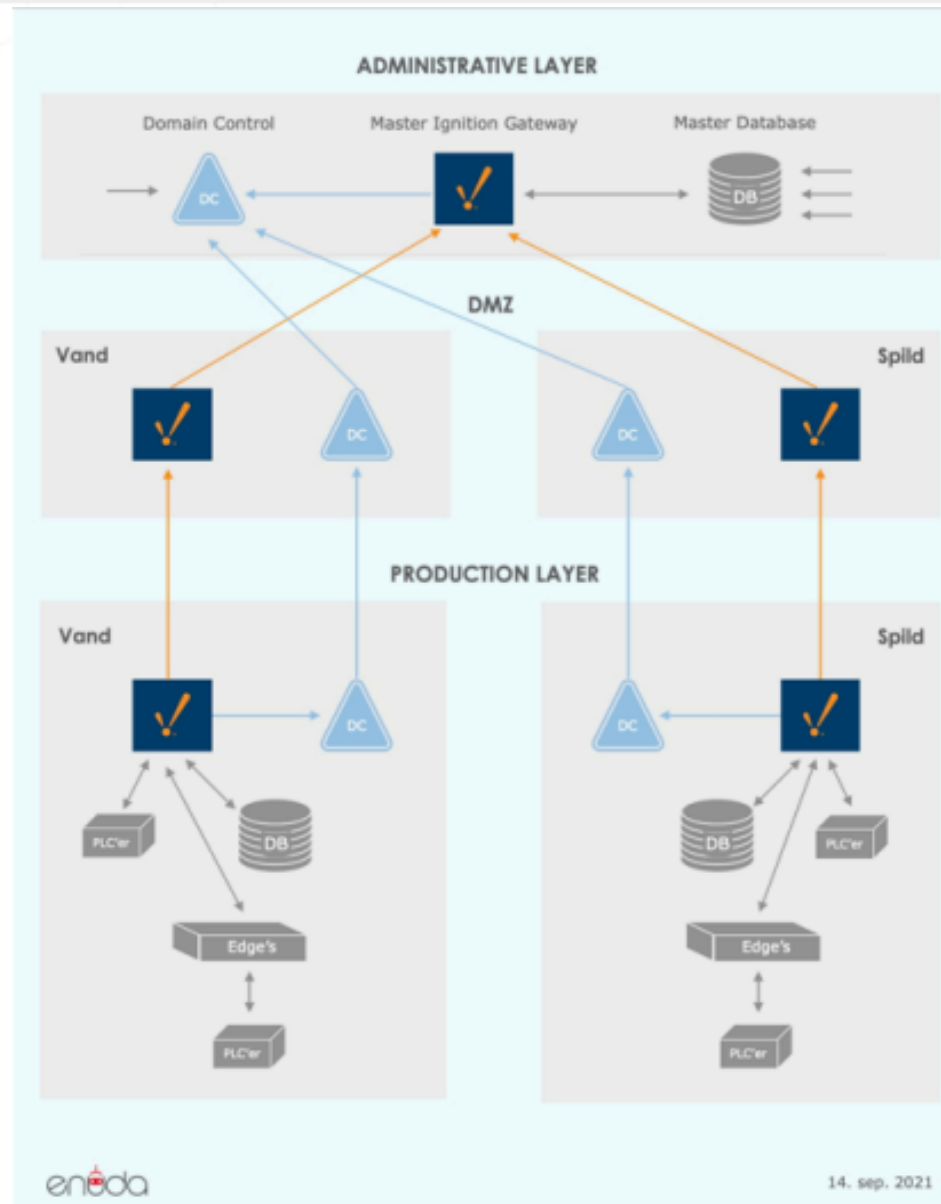 ADMINISTRATIVE LAYER
Domain Control
Master Ignition Gateway
Master Database
DC
DB
DMZ
Vand
Spild
DC
DC
PRODUCTION LAYER
Vand
Spild
DC
DC
PLC'er
DB
DB
PLC'er
Edge's
Edge's
PLC'er
PLC'er
enuda
14. sep. 2021